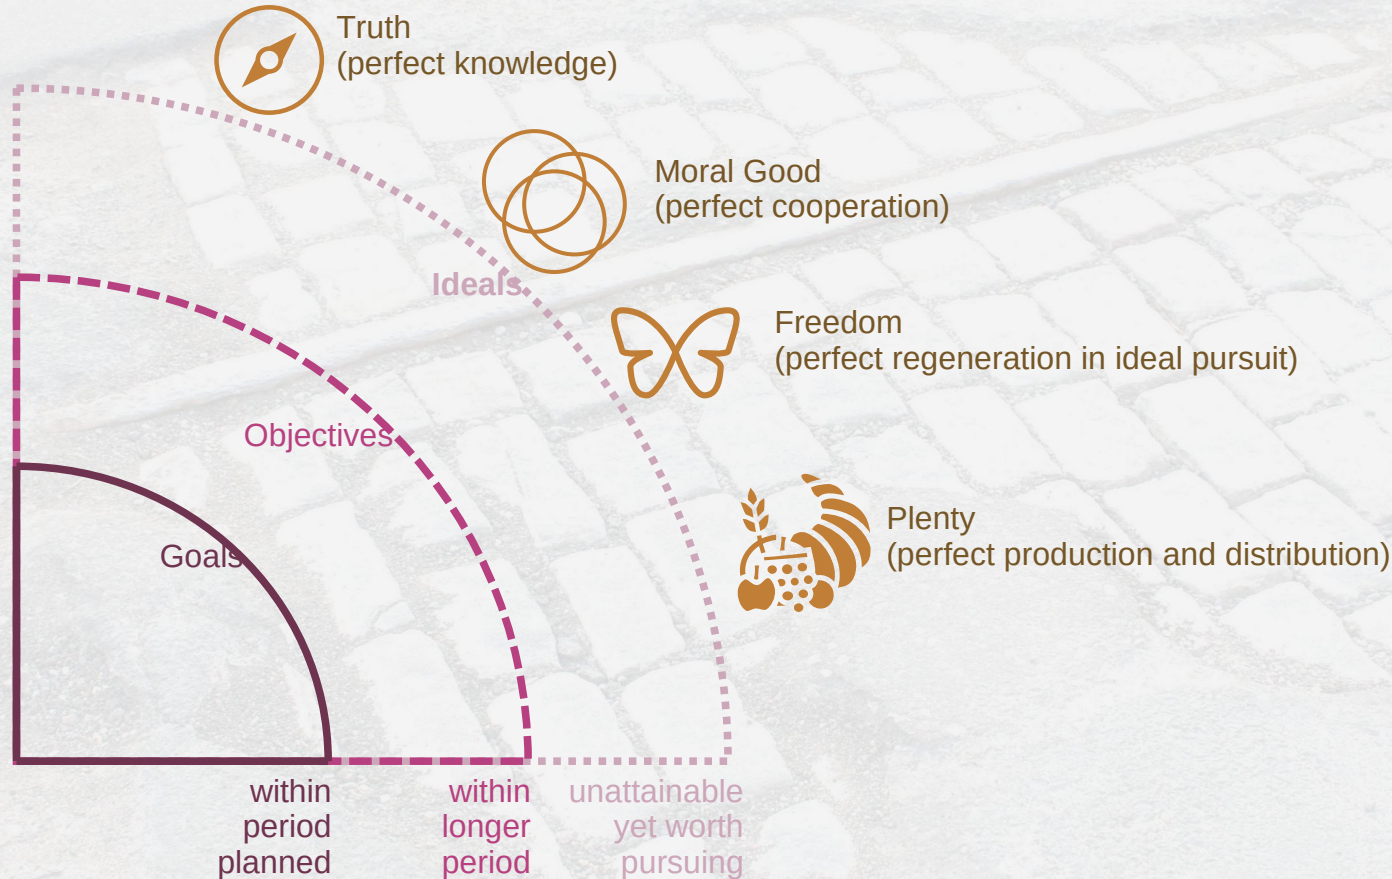 Truth
(perfect knowledge)
Moral Good
(perfect cooperation)
Ideals
Freedom
(perfect regeneration in ideal pursuit)
Objectives
Plenty
(perfect production and distribution)
Goals
within
period
planned
within
longer
period
unattainable
yet worth
pursuing